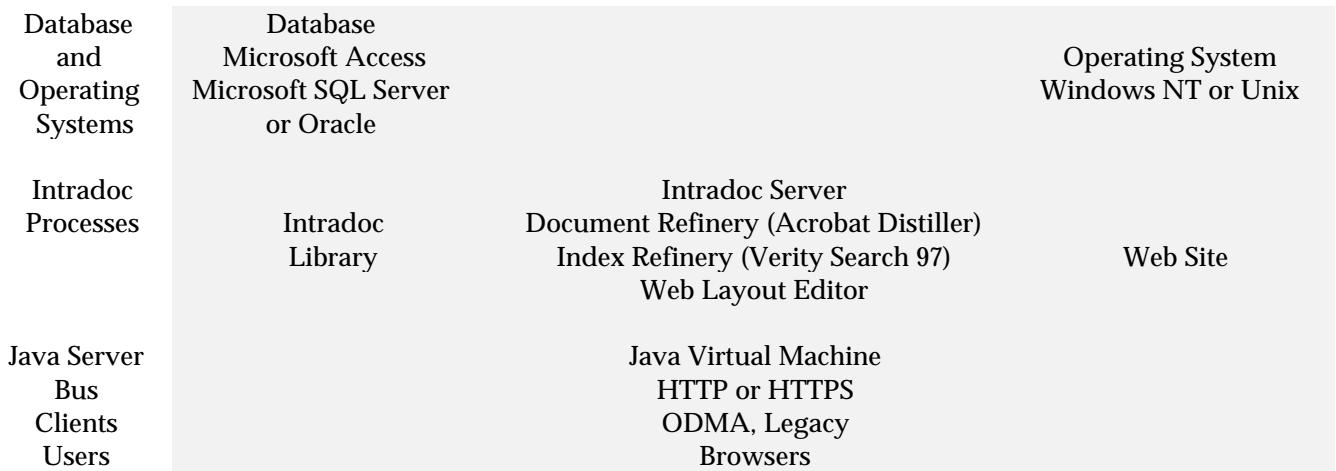 Database Database
and Microsoft Access Operating System
Operating Microsoft SQL Server Windows NT or Unix
Systems or Oracle
Intradoc Intradoc Server
Processes Intradoc Document Refinery (Acrobat Distiller)
Library Index Refinery (Verity Search 97) Web Site
Web Layout Editor
Java Server Java Virtual Machine
Bus HTTP or HTTPS
Clients ODMA, Legacy
Users Browsers